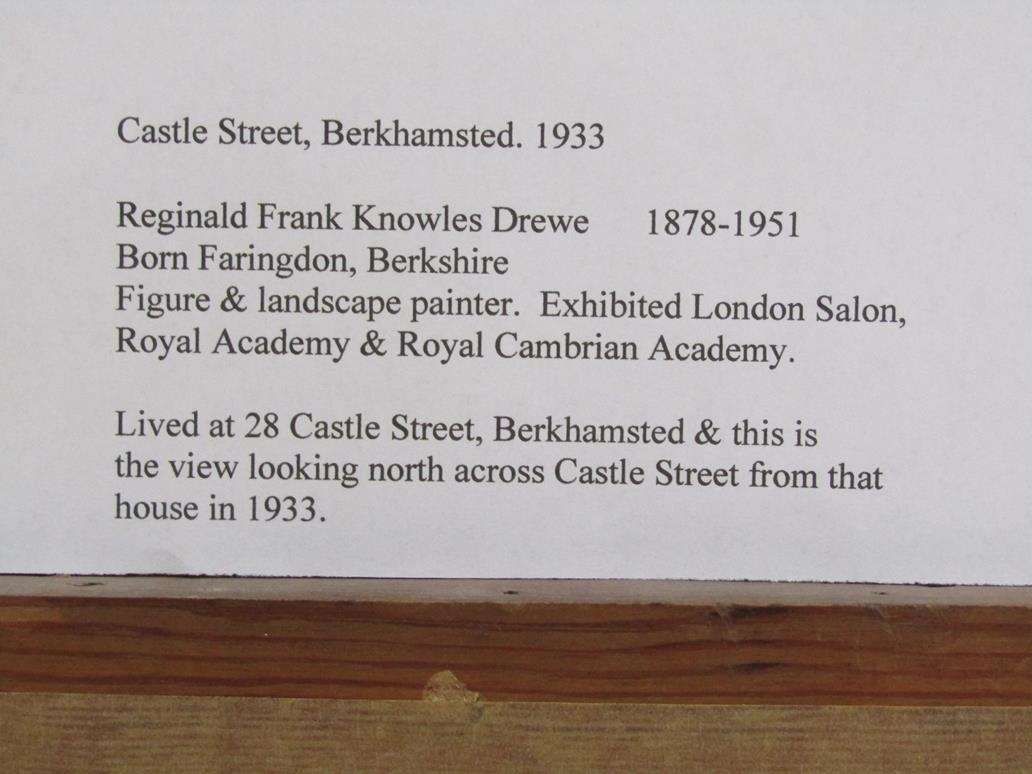 Castle Street, Berkhamsted. 1933
Reginald Frank Knowles Drewe 1878-1951
Born Faringdon, Berkshire
Figure & landscape painter. Exhibited London Salon,
Royal Academy & Royal Cambrian Academy.
Lived at 28 Castle Street, Berkhamsted & this is
the view looking north across Castle Street from that
house in 1933.